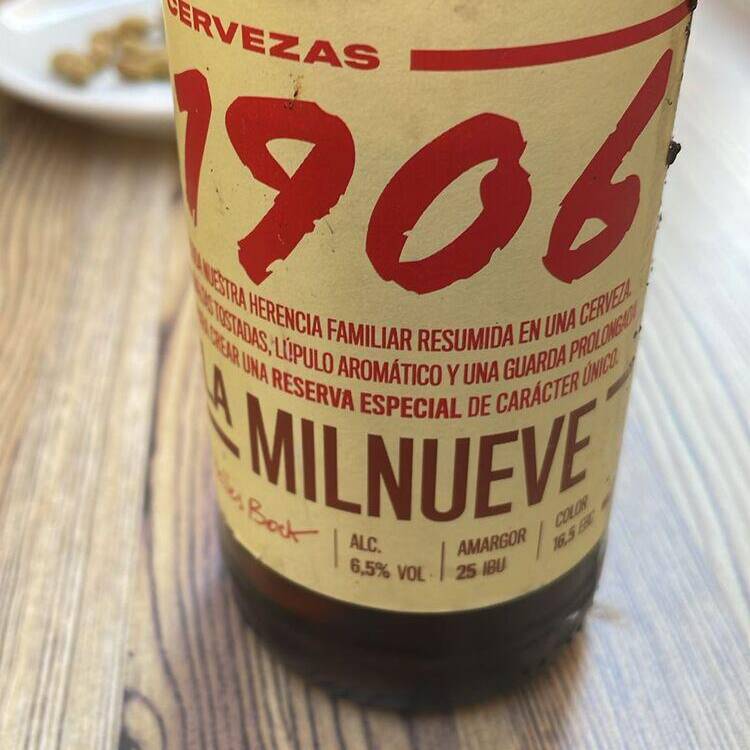 CERVEZAS
1906
NUESTRA HERENCIA FAMILIAR RESUMIDA EN UNA CERVEZA.
TOSTADAS, LÚPULO AROMÁTICO Y UNA GUARDA PROLONGADA
CREAR UNA RESERVA ESPECIAL DE CARÁCTER ÚNICO.
LA MILNUEVE
Bock
ALC.
6,5% VOL
AMARGOR
25 IBU
COLOR
16,5 EBC